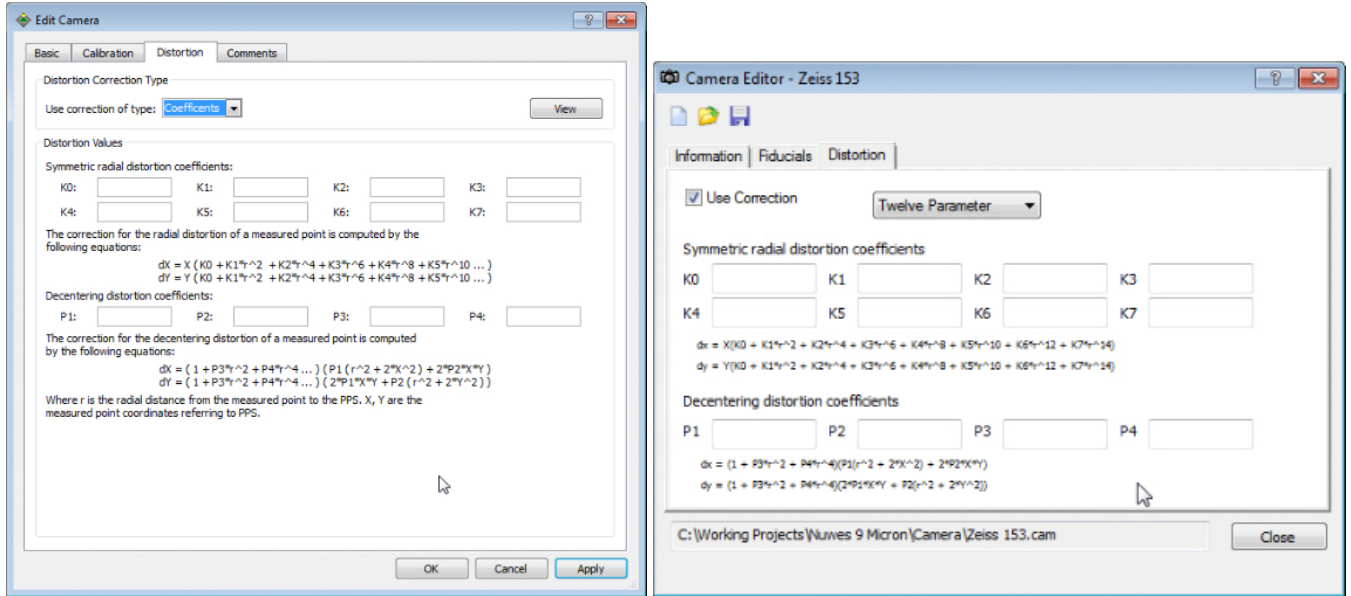 Edit Camera
Basic Calibration Distortion Comments
Distortion Correction Type
Use correction of type: Coefficents View
Distortion Values
Symmetric radial distortion coefficients:
K0: K1: K2: K3:
K4: K5: K6: K7:
The correction for the radial distortion of a measured point is computed by the
following equations:
dX = X ( K0 + K1*r^2 + K2*r^4 + K3*r^6 + K4*r^8 + K5*r^10 ... )
dY = Y ( K0 + K1*r^2 + K2*r^4 + K3*r^6 + K4*r^8 + K5*r^10 ... )
Decentering distortion coefficients:
P1: P2: P3: P4:
The correction for the decentering distortion of a measured point is computed
by the following equations:
dX = ( 1 + P3*r^2 + P4*r^4 ... ) ( P1 ( r^2 + 2*X^2 ) + 2*P2*X*Y )
dY = ( 1 + P3*r^2 + P4*r^4 ... ) ( 2*P1*X*Y + P2 ( r^2 + 2*Y^2 ) )
Where r is the radial distance from the measured point to the PPS. X, Y are the
measured point coordinates referring to PPS.
OK Cancel Apply
Camera Editor - Zeiss 153
Information Fiducials Distortion
Use Correction Twelve Parameter
Symmetric radial distortion coefficients
K0 K1 K2 K3
K4 K5 K6 K7
dx = X(K0 + K1*r^2 + K2*r^4 + K3*r^6 + K4*r^8 + K5*r^10 + K6*r^12 + K7*r^14)
dy = Y(K0 + K1*r^2 + K2*r^4 + K3*r^6 + K4*r^8 + K5*r^10 + K6*r^12 + K7*r^14)
Decentering distortion coefficients
P1 P2 P3 P4
dx = (1 + P3*r^2 + P4*r^4)(P1(r^2 + 2*X^2) + 2*P2*X*Y)
dy = (1 + P3*r^2 + P4*r^4)(2*P1*X*Y + P2(r^2 + 2*Y^2))
C:\Working Projects\Nuwes 9 Micron\Camera\Zeiss 153.cam
Close